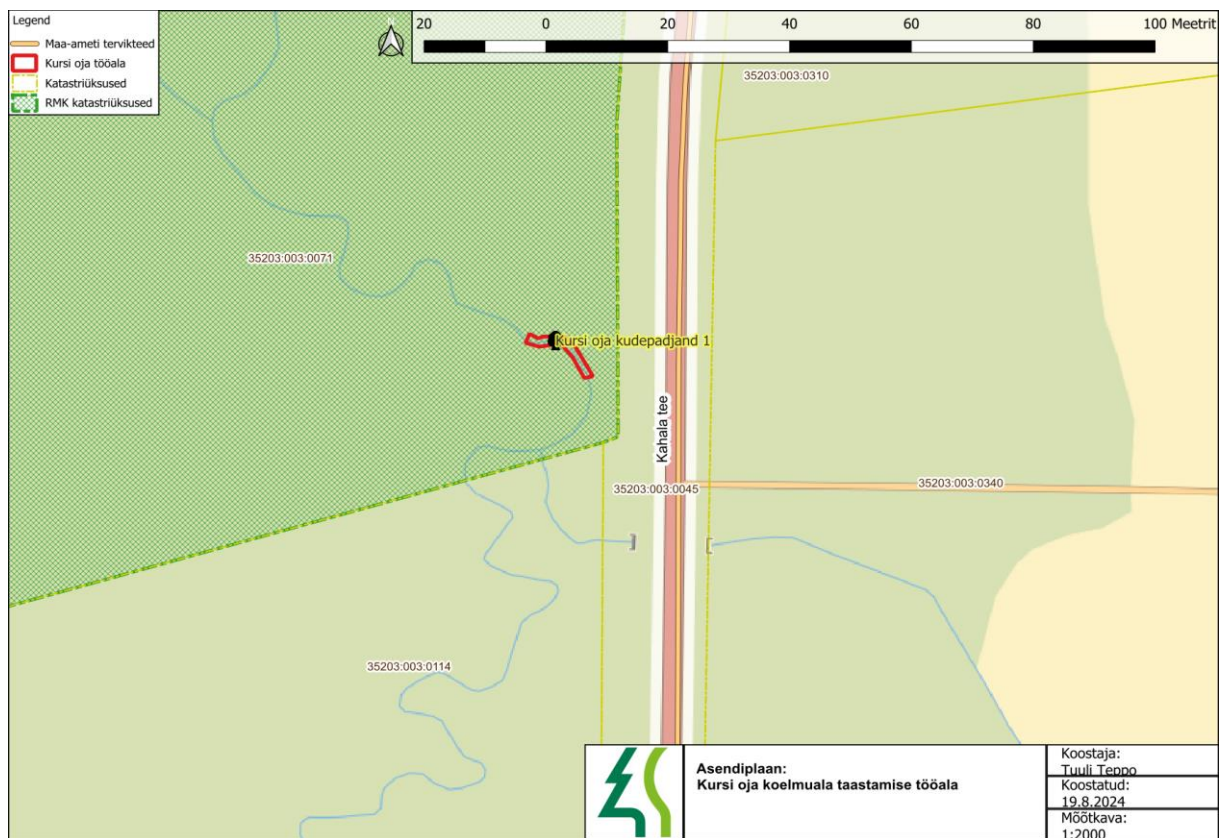 Legend
Maa-ameti tervikteed
Kursi oja tööala
Katastriüksused
RMK katastriüksused
N
20 0 20 40 60 80 100 Meetrit
35203:003:0310
35203:003:0071
Kursi oja kudepadjand 1
Kahala tee
35203:003:0045
35203:003:0340
35203:003:0114
Asendiplaan:
Kursi oja koelmuala taastamise tööala
Koostaja:
Tuuli Teppo
Koostatud:
19.8.2024
Mõõtkava:
1:2000